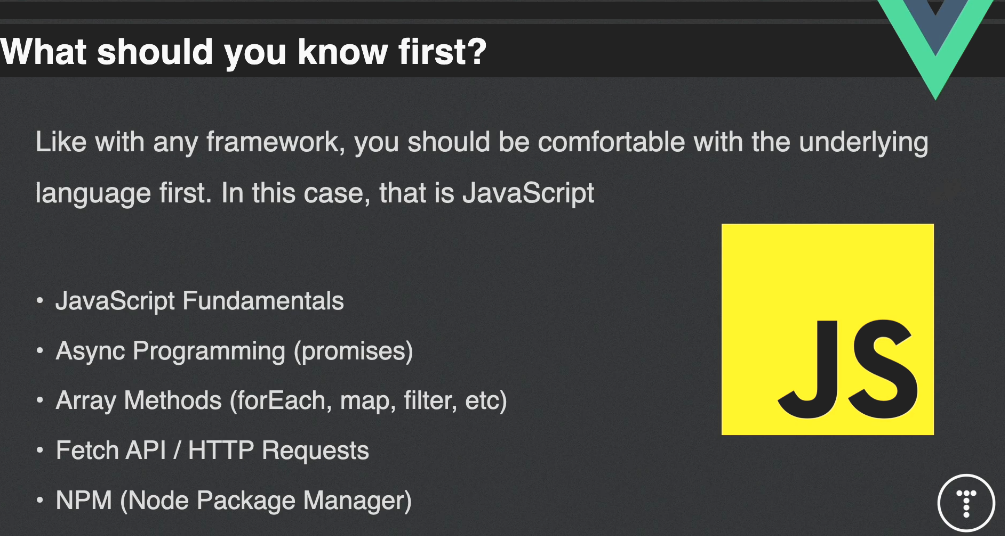 What should you know first?
Like with any framework, you should be comfortable with the underlying
language first. In this case, that is JavaScript
• JavaScript Fundamentals
• Async Programming (promises)
• Array Methods (forEach, map, filter, etc)
• Fetch API / HTTP Requests
• NPM (Node Package Manager)
JS
T